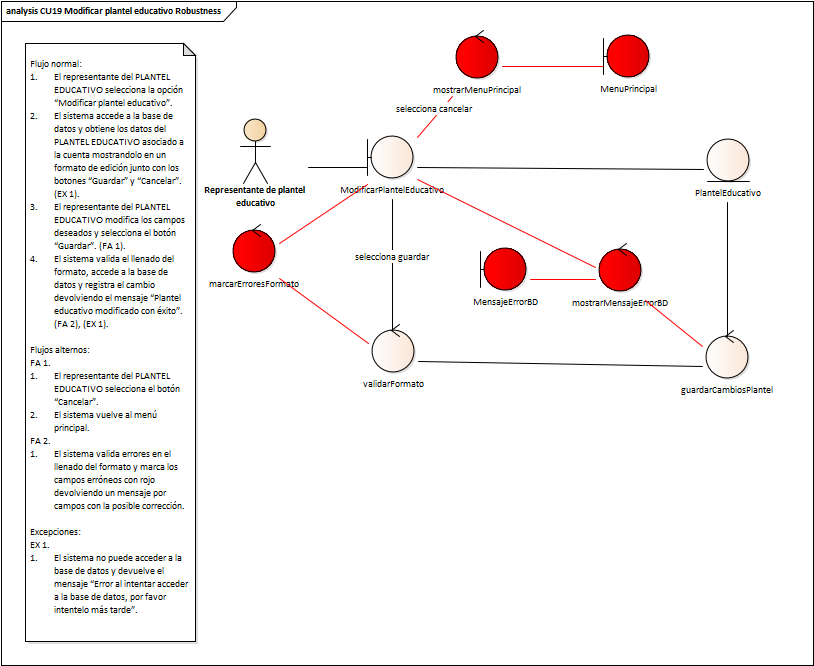 analysis CU19 Modificar plantel educativo Robustness
Flujo normal:
1. El representante del PLANTEL
EDUCATIVO selecciona la opción
"Modificar plantel educativo".
2. El sistema accede a la base de
datos y obtiene los datos del
PLANTEL EDUCATIVO asociado a
la cuenta mostrandolo en un
formato de edición junto con los
botones "Guardar" y "Cancelar".
(EX 1).
3. El representante del PLANTEL
EDUCATIVO modifica los campos
deseados y selecciona el botón
"Guardar". (FA 1).
4. El sistema valida el llenado del
formato, accede a la base de
datos y registra el cambio
devolviendo el mensaje "Plantel
educativo modificado con éxito".
(FA 2), (EX 1).
Flujos alternos:
FA 1.
1. El representante del PLANTEL
EDUCATIVO selecciona el botón
"Cancelar".
2. El sistema vuelve al menú
principal.
FA 2.
1. El sistema valida errores en el
llenado del formato y marca los
campos erróneos con rojo
devolviendo un mensaje por
campos con la posible corrección.
Excepciones:
EX 1.
1. El sistema no puede acceder a la
base de datos y devuelve el
mensaje "Error al intentar acceder
a la base de datos, por favor
intentelo más tarde".
mostrarMenuPrincipal
MenuPrincipal
selecciona cancelar
Representante de plantel
educativo
ModificarPlantelEducativo
PlantelEducativo
selecciona guardar
marcarErroresFormato
MensajeErrorBD
mostrarMensajeErrorBD
validarFormato
guardarCambiosPlantel